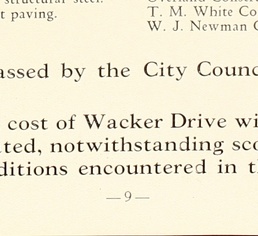 structural steel.
t paving.
T. M. White Co
W. J. Newman C
assed by the City Counc
cost of Wacker Drive wi
ated, notwithstanding sco
ditions encountered in t
—9—